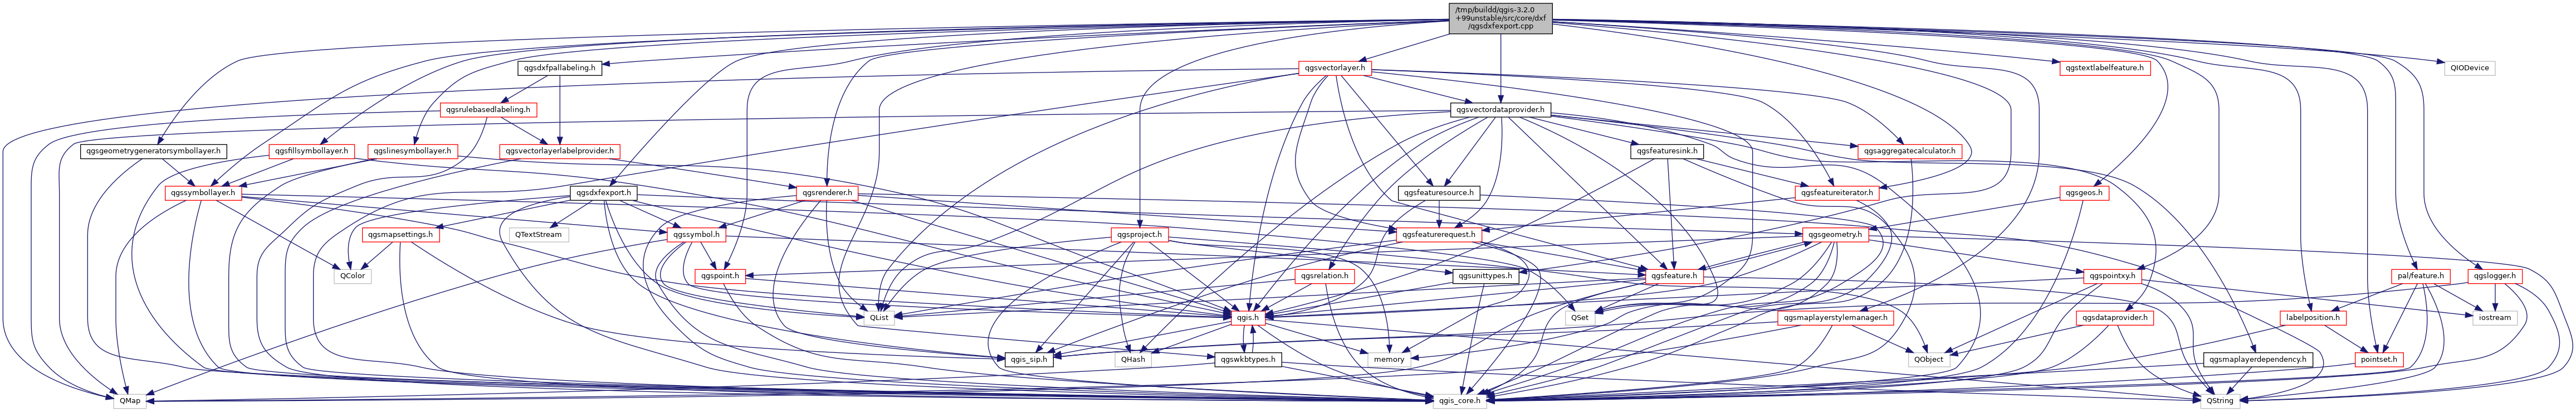 /tmp/buildd/qgis-3.2.0
+99unstable/src/core/dxf
/qgsdxfexport.cpp
qgsdxfpallabeling.h
qgsvectorlayer.h
qgstextlabelfeature.h
QIODevice
qgsrulebasedlabeling.h
qgsvectordataprovider.h
qgsgeometrygeneratorsymbollayer.h
qgsfillsymbollayer.h
qgslinesymbollayer.h
qgsvectorlayerlabelprovider.h
qgsfeaturesink.h
qgsaggregatecalculator.h
qgssymbollayer.h
qgsdxfexport.h
qgsrenderer.h
qgsfeaturesource.h
qgsfeatureiterator.h
qgsgeos.h
QTextStream
qgsmapsettings.h
qgssymbol.h
qgsproject.h
qgsfeaturerequest.h
qgsgeometry.h
QColor
qgspoint.h
qgsrelation.h
qgsunittypes.h
qgsfeature.h
qgspointxy.h
pal/feature.h
qgslogger.h
QList
qgis.h
QSet
qgsmaplayerstylemanager.h
qgsdataprovider.h
labelposition.h
iostream
qgis_sip.h
QHash
qgswkbtypes.h
memory
QObject
qgsmaplayerdependency.h
pointset.h
QMap
qgis_core.h
QString